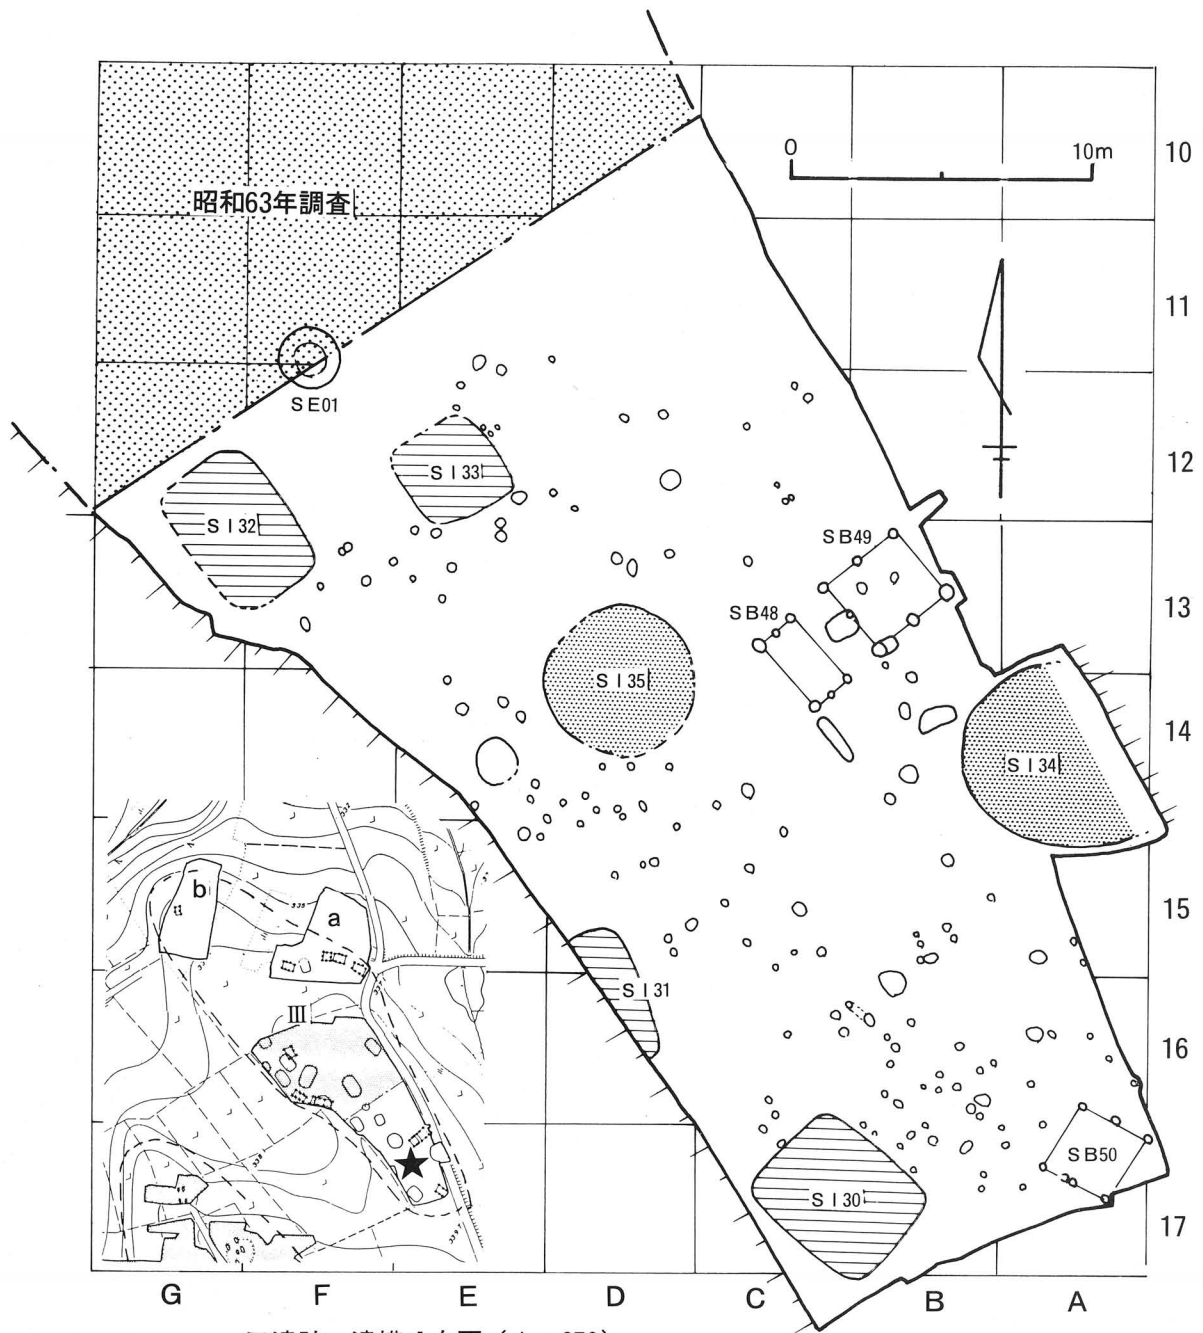 0 10m
10
昭和63年調査
11
SE01
SI33
12
SI32
SB49
13
SB48
SI35
14
SI34
b
a
15
SI31
III
16
SB50
SI30
17
G F E D C B A